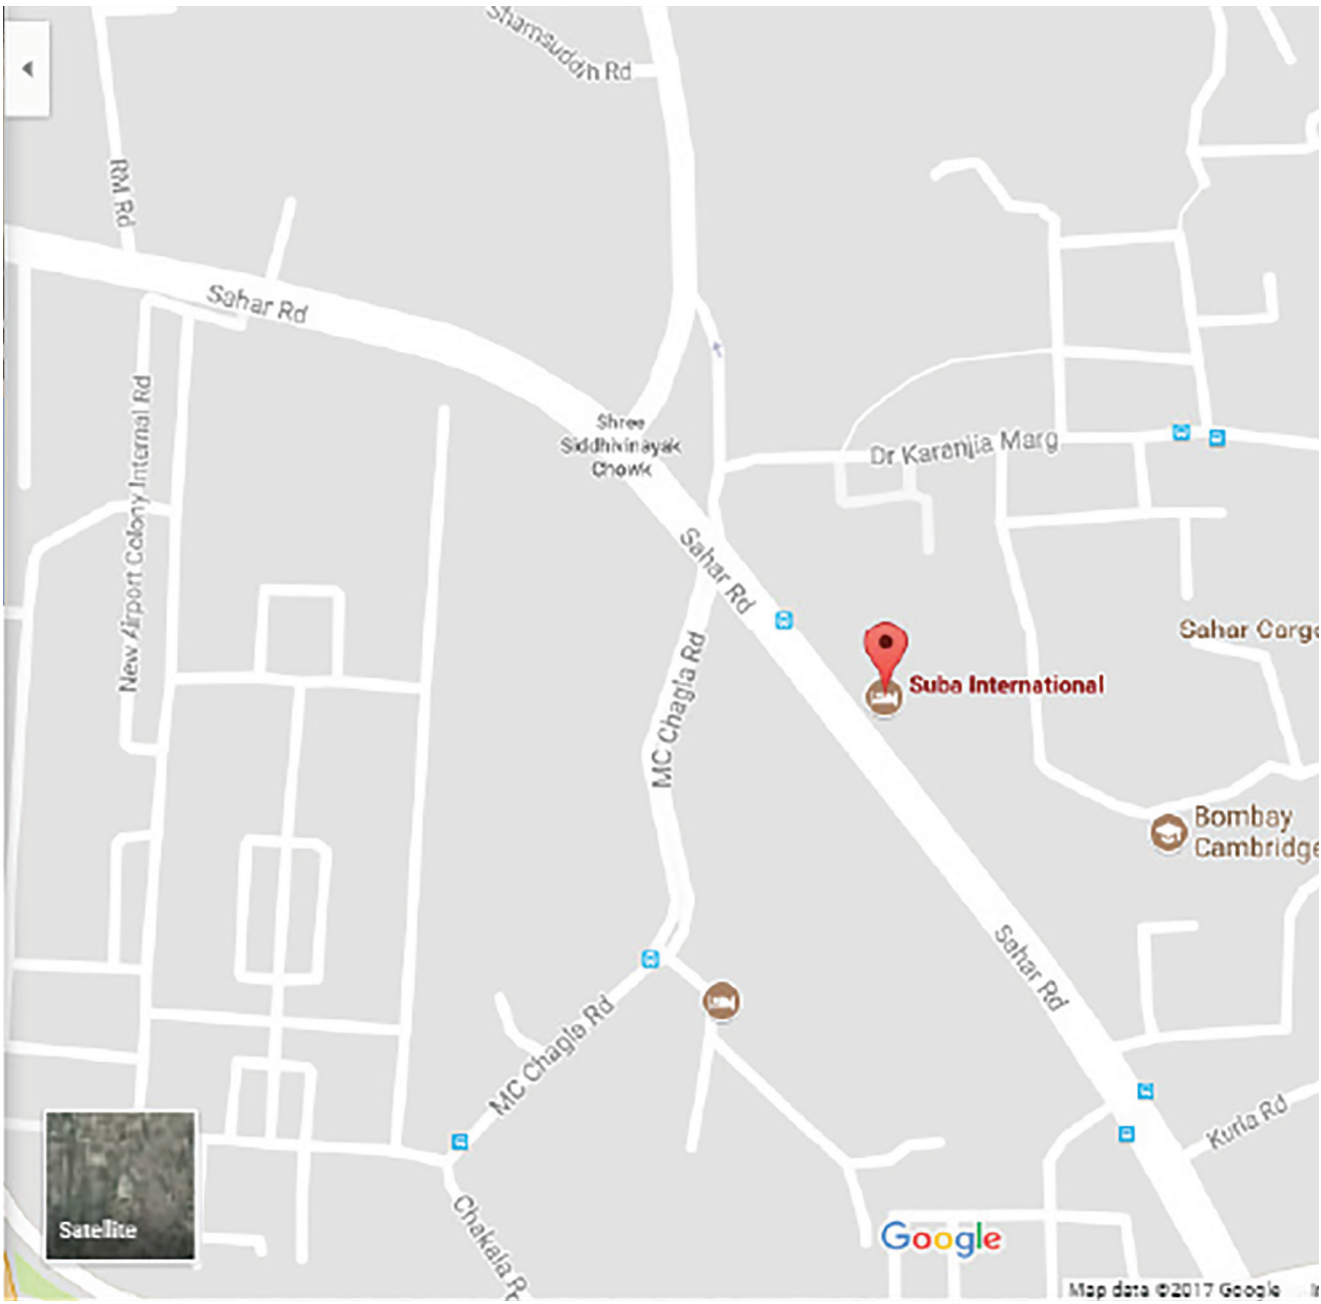 Shamsuddin Rd
RM Rd
Sahar Rd
New Airport Colony Internal Rd
Shree
Siddhivinayak
Chowk
Dr Karanjia Marg
Sahar Rd
MC Chagla Rd
Sahar Cargo
Suba International
Bombay
Cambridge
Sahar Rd
MC Chagla Rd
Kurla Rd
Chakala
Satellite
Google
Map data ©2017 Google